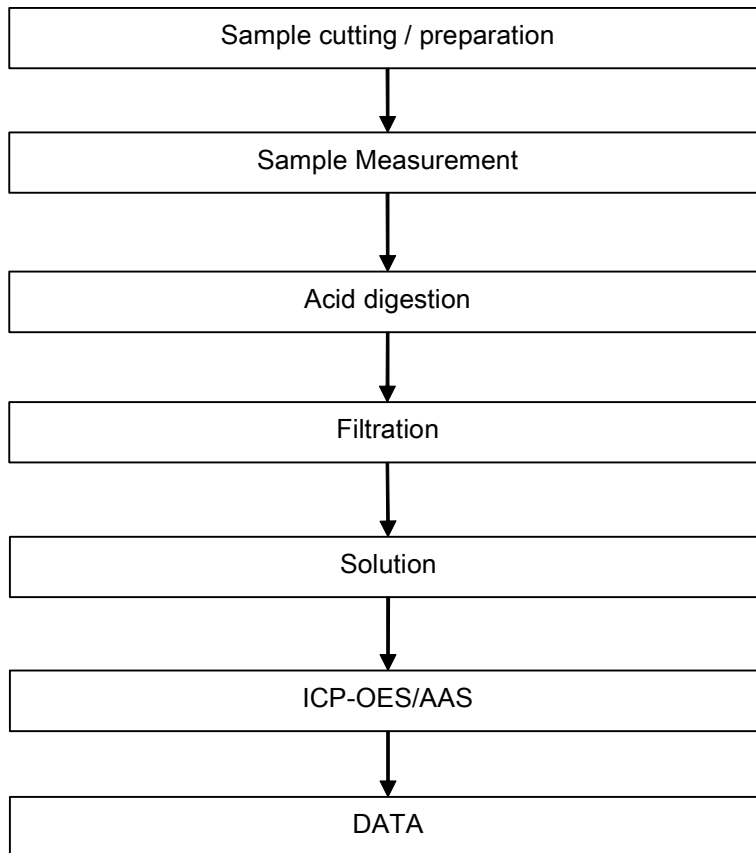 Sample cutting / preparation
Sample Measurement
Acid digestion
Filtration
Solution
ICP-OES/AAS
DATA